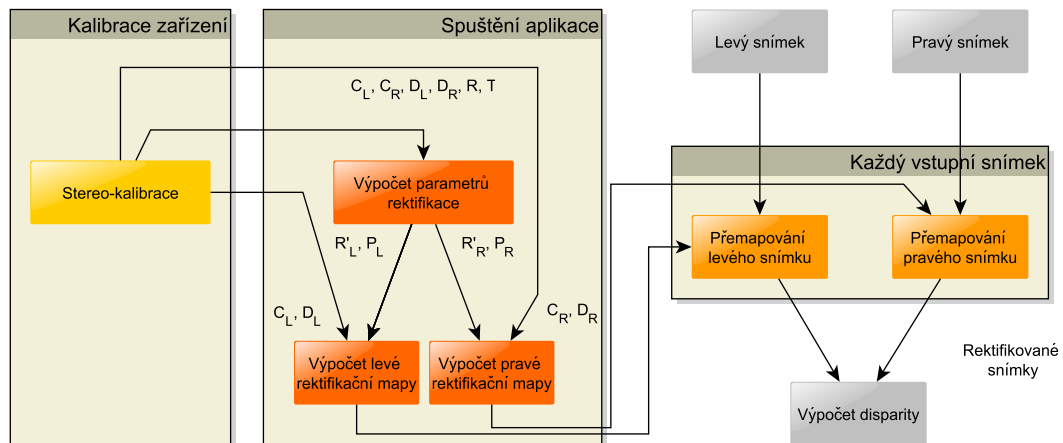 Kalibrace zařízení
Spuštění aplikace
Levý snímek
Pravý snímek
C_L, C_R, D_L, D_R, R, T
Každý vstupní snímek
Stereo-kalibrace
Výpočet parametrů
rektifikace
Přemapování
levého snímku
Přemapování
pravého snímku
R'_L, P_L
R'_R, P_R
C_L, D_L
C_R, D_R
Výpočet levé
rektifikační mapy
Výpočet pravé
rektifikační mapy
Rektifikované
snímky
Výpočet disparity